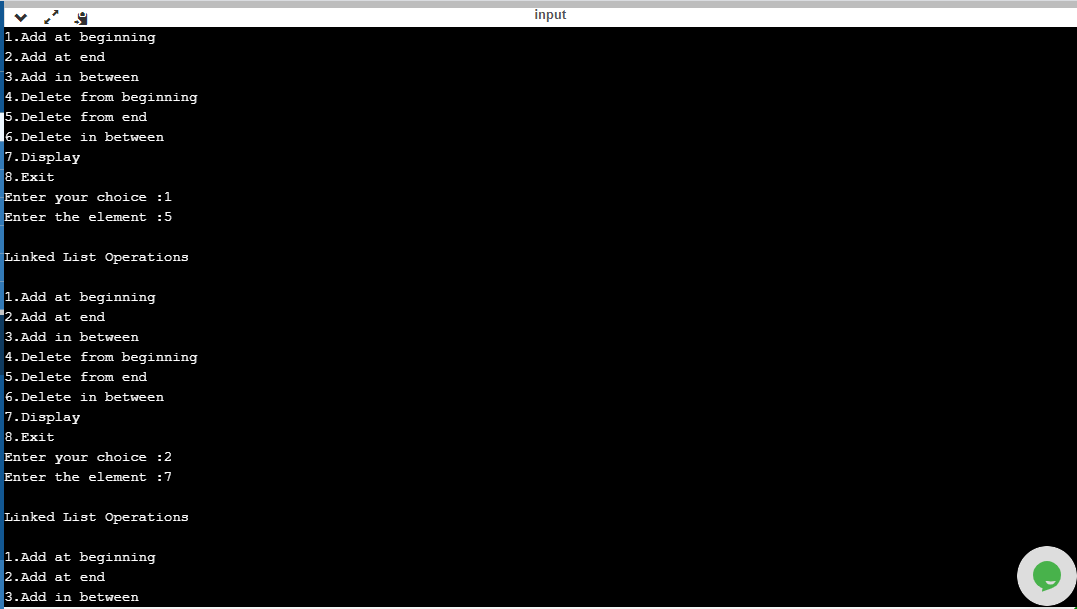 input
1.Add at beginning
2.Add at end
3.Add in between
4.Delete from beginning
5.Delete from end
6.Delete in between
7.Display
8.Exit
Enter your choice :1
Enter the element :5
Linked List Operations
1.Add at beginning
2.Add at end
3.Add in between
4.Delete from beginning
5.Delete from end
6.Delete in between
7.Display
8.Exit
Enter your choice :2
Enter the element :7
Linked List Operations
1.Add at beginning
2.Add at end
3.Add in between